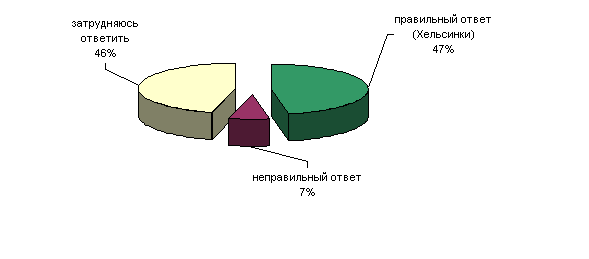 затрудняюсь
ответить
46%
правильный ответ
(Хельсинки)
47%
неправильный ответ
7%